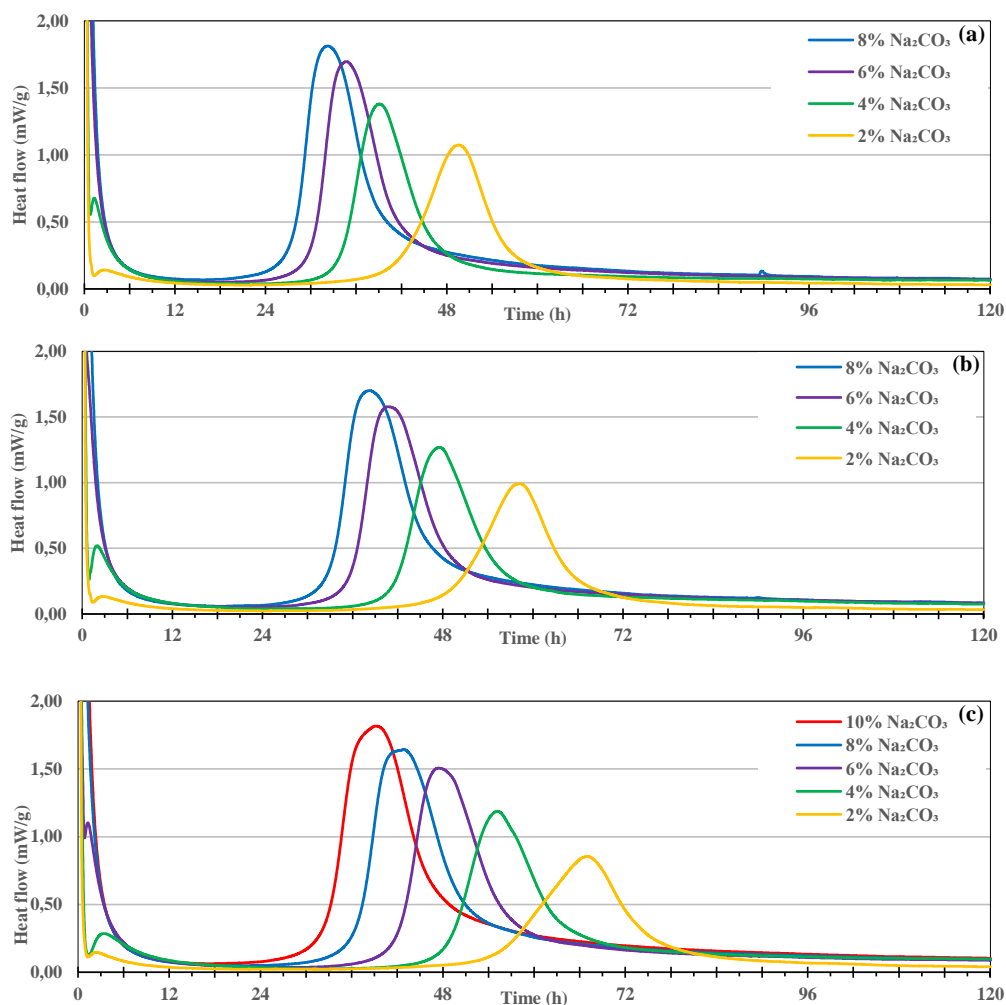 (a)
2,00
1,50
1,00
0,50
0,00
Heat flow (mW/g)
8% Na₂CO₃
6% Na₂CO₃
4% Na₂CO₃
2% Na₂CO₃
0 12 24 48 72 96 120
Time (h)
(b)
2,00
1,50
1,00
0,50
0,00
Heat flow (mW/g)
8% Na₂CO₃
6% Na₂CO₃
4% Na₂CO₃
2% Na₂CO₃
0 12 24 48 72 96 120
Time (h)
(c)
2,00
1,50
1,00
0,50
0,00
Heat flow (mW/g)
10% Na₂CO₃
8% Na₂CO₃
6% Na₂CO₃
4% Na₂CO₃
2% Na₂CO₃
0 12 24 48 72 96 120
Time (h)